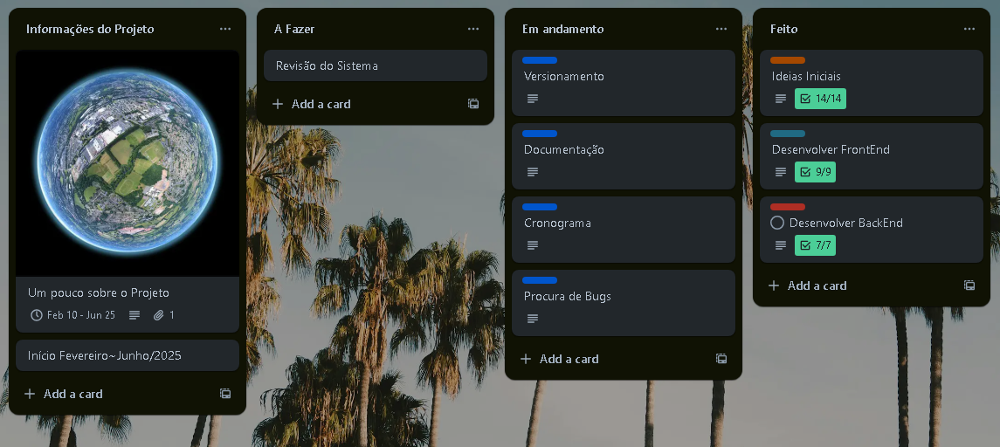 Informações do Projeto
Um pouco sobre o Projeto
Feb 10 - Jun 25
1
Início Fevereiro~Junho/2025
Add a card
A Fazer
Revisão do Sistema
Add a card
Em andamento
Versionamento
Documentação
Cronograma
Procura de Bugs
Add a card
Feito
Ideias Iniciais
14/14
Desenvolver FrontEnd
9/9
Desenvolver BackEnd
7/7
Add a card